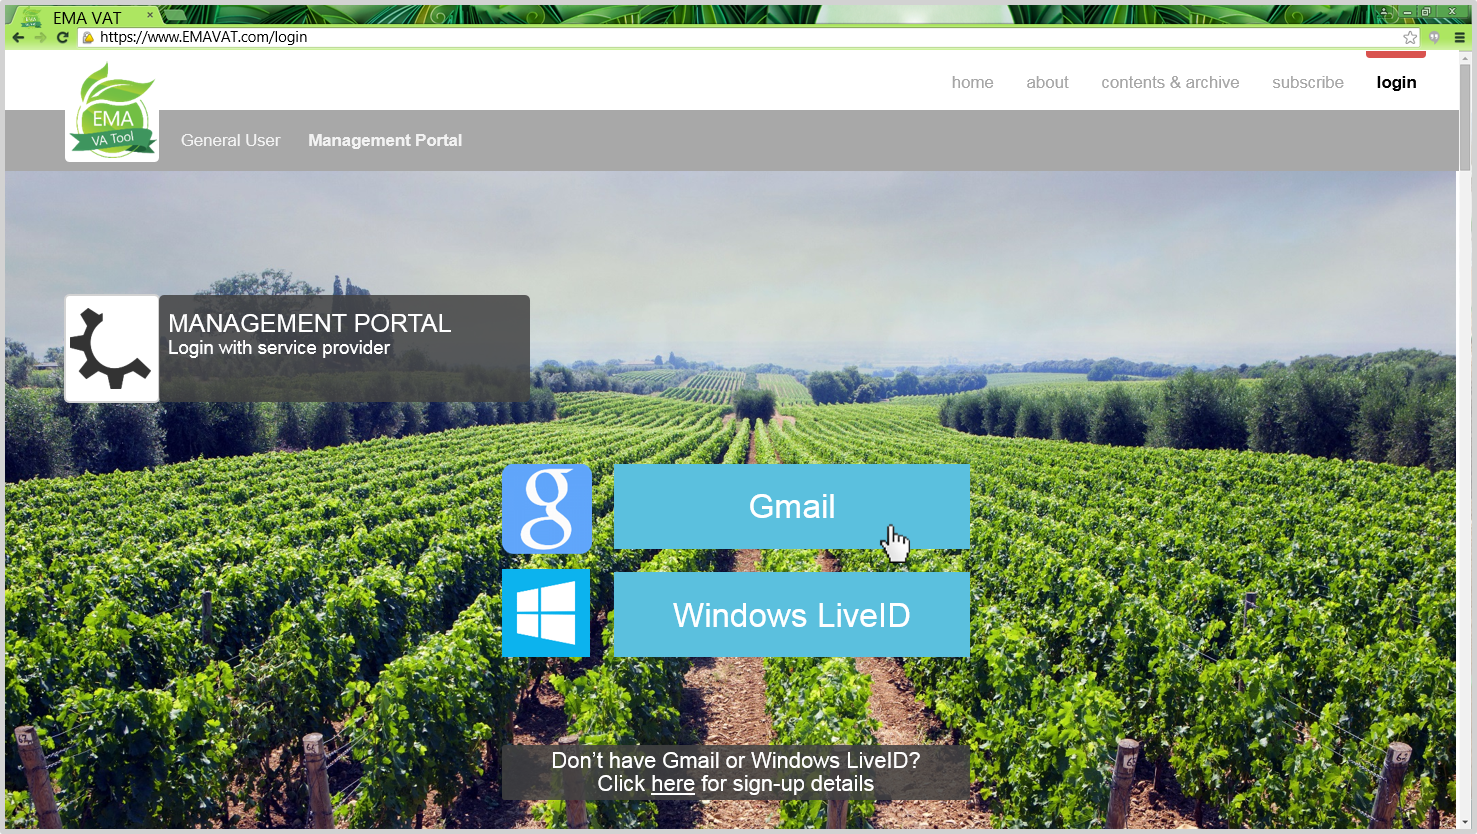 EMA VAT
https://www.EMAVAT.com/login
home about contents & archive subscribe login
EMA
VA Tool
General User Management Portal
MANAGEMENT PORTAL
Login with service provider
g Gmail
Windows LiveID
Don't have Gmail or Windows LiveID?
Click here for sign-up details